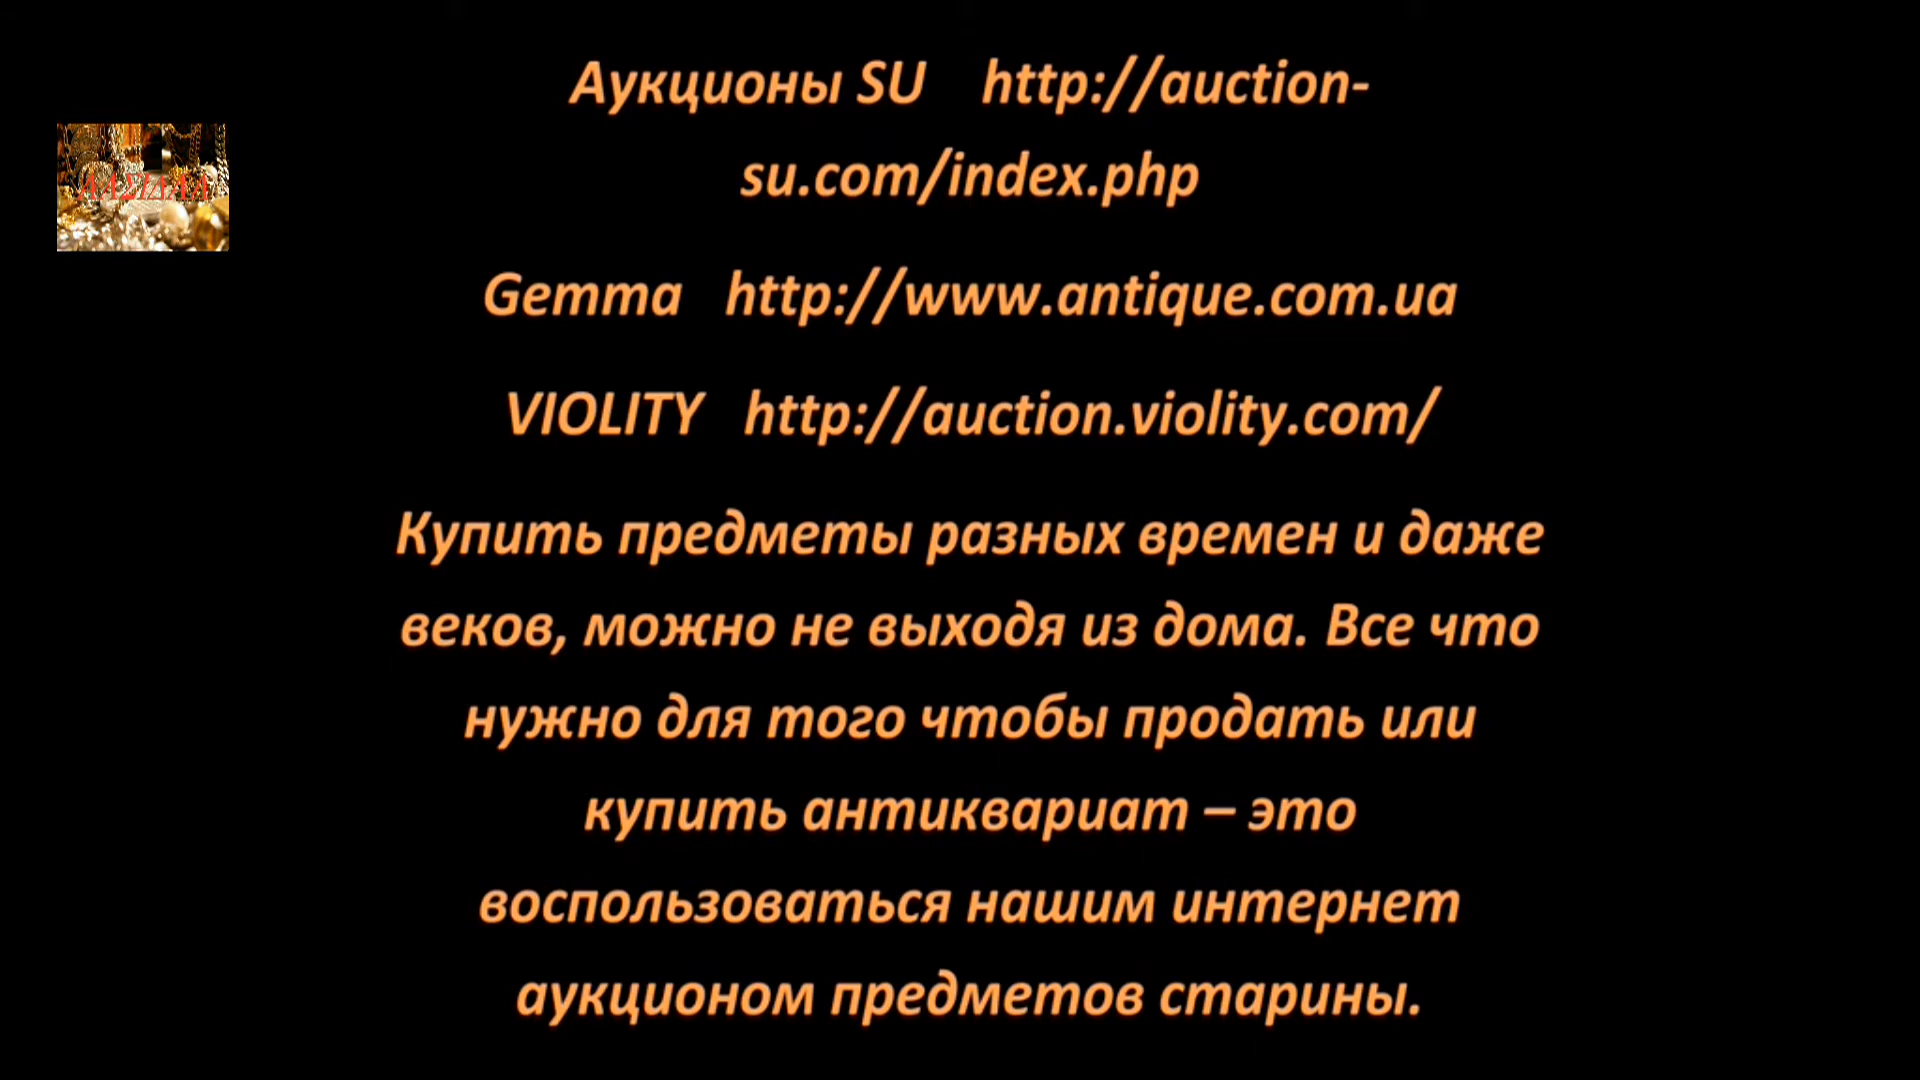 Аукционы SU http://auction-
su.com/index.php
Gemma http://www.antique.com.ua
VIOLITY http://auction.violity.com/
Купить предметы разных времен и даже
веков, можно не выходя из дома. Все что
нужно для того чтобы продать или
купить антиквариат – это
воспользоваться нашим интернет
аукционом предметов старины.